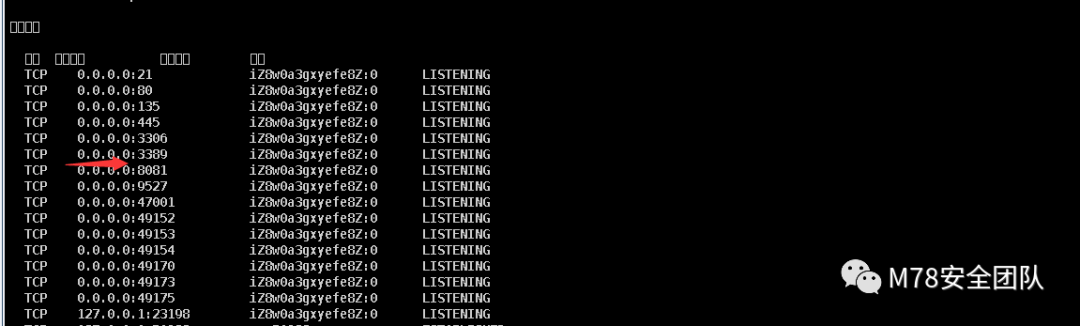 TCP 0.0.0.0:21 iZ8w0a3gxyefe8Z:0 LISTENING
TCP 0.0.0.0:80 iZ8w0a3gxyefe8Z:0 LISTENING
TCP 0.0.0.0:135 iZ8w0a3gxyefe8Z:0 LISTENING
TCP 0.0.0.0:445 iZ8w0a3gxyefe8Z:0 LISTENING
TCP 0.0.0.0:3306 iZ8w0a3gxyefe8Z:0 LISTENING
TCP 0.0.0.0:3389 iZ8w0a3gxyefe8Z:0 LISTENING
TCP 0.0.0.0:8081 iZ8w0a3gxyefe8Z:0 LISTENING
TCP 0.0.0.0:9527 iZ8w0a3gxyefe8Z:0 LISTENING
TCP 0.0.0.0:47001 iZ8w0a3gxyefe8Z:0 LISTENING
TCP 0.0.0.0:49152 iZ8w0a3gxyefe8Z:0 LISTENING
TCP 0.0.0.0:49153 iZ8w0a3gxyefe8Z:0 LISTENING
TCP 0.0.0.0:49154 iZ8w0a3gxyefe8Z:0 LISTENING
TCP 0.0.0.0:49170 iZ8w0a3gxyefe8Z:0 LISTENING
TCP 0.0.0.0:49173 iZ8w0a3gxyefe8Z:0 LISTENING
TCP 0.0.0.0:49175 iZ8w0a3gxyefe8Z:0 LISTENING
TCP 127.0.0.1:23198 iZ8w0a3gxyefe8Z:0 LISTENING
M78安全团队